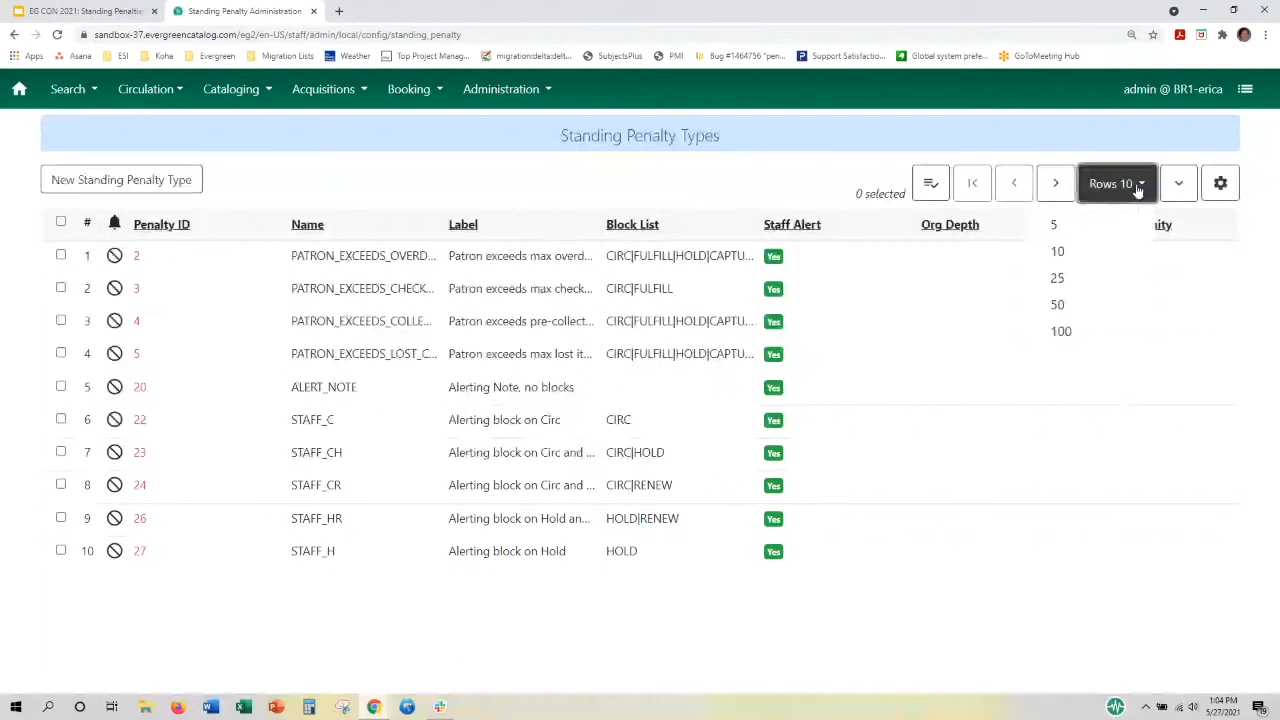 EG CON 2021: Standing Penaltie
Standing Penalty Administration
sandbox-37.evergreencatalog.com/eg2/en-US/staff/admin/local/config/standing_penalty
Apps Asana ESI Koha Evergreen Migration Slides Weather Top Project Manag... migration:deltadelt... SubjectsPlus PMI Bug #1464756 "pen... Support Satisfactio... Global system prefe... GoToMeeting Hub
Search Circulation Cataloging Acquisitions Booking Administration admin @ BR1-erica
Standing Penalty Types
New Standing Penalty Type 0 selected Rows 10
# Penalty ID Name Label Block List Staff Alert Org Depth ity
5
10
25
50
100
1 2 PATRON_EXCEEDS_OVERD... Patron exceeds max overd... CIRC|FULFILL|HOLD|CAPTU... Yes
2 3 PATRON_EXCEEDS_CHECK... Patron exceeds max check... CIRC|FULFILL Yes
3 4 PATRON_EXCEEDS_COLLE... Patron exceeds pre-collect... CIRC|FULFILL|HOLD|CAPTU... Yes
4 5 PATRON_EXCEEDS_LOST_C... Patron exceeds max lost it... CIRC|FULFILL|HOLD|CAPTU... Yes
5 20 ALERT_NOTE Alerting Note, no blocks Yes
6 22 STAFF_C Alerting block on Circ CIRC Yes
7 23 STAFF_CH Alerting block on Circ and ... CIRC|HOLD Yes
8 24 STAFF_CR Alerting block on Circ and ... CIRC|RENEW Yes
9 26 STAFF_HR Alerting block on Hold an... HOLD|RENEW Yes
10 27 STAFF_H Alerting block on Hold HOLD Yes
1:04 PM
5/27/2021